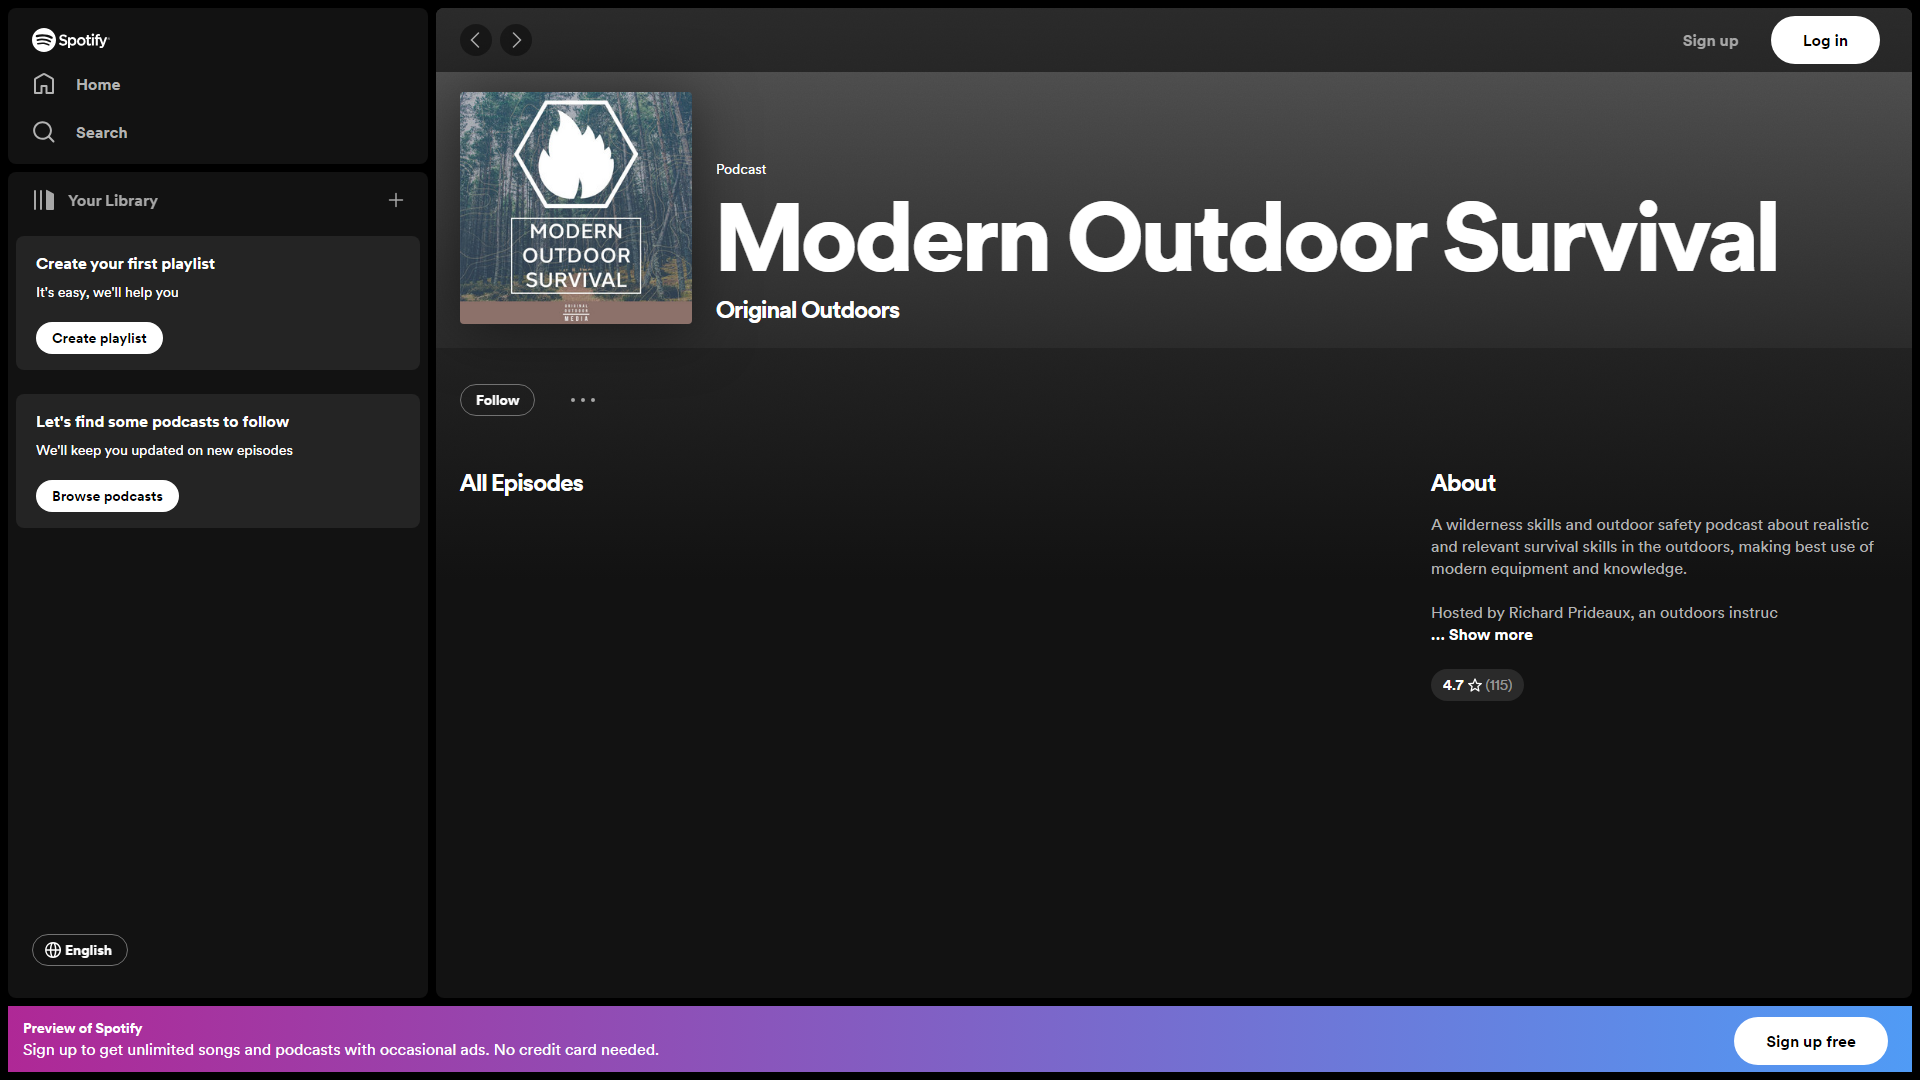 Spotify
Home
Search
Your Library
Create your first playlist
It's easy, we'll help you
Create playlist
Let's find some podcasts to follow
We'll keep you updated on new episodes
Browse podcasts
English
Sign up
Log in
MODERN
OUTDOOR
SURVIVAL
ORIGINAL
OUTDOOR
MEDIA
Podcast
Modern Outdoor Survival
Original Outdoors
Follow
All Episodes
About
A wilderness skills and outdoor safety podcast about realistic
and relevant survival skills in the outdoors, making best use of
modern equipment and knowledge.
Hosted by Richard Prideaux, an outdoors instruc
... Show more
4.7 (115)
Preview of Spotify
Sign up to get unlimited songs and podcasts with occasional ads. No credit card needed.
Sign up free